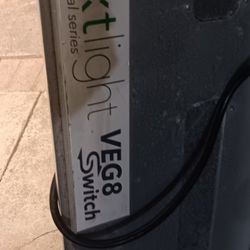 xtlight
al series
VEG8
Switch